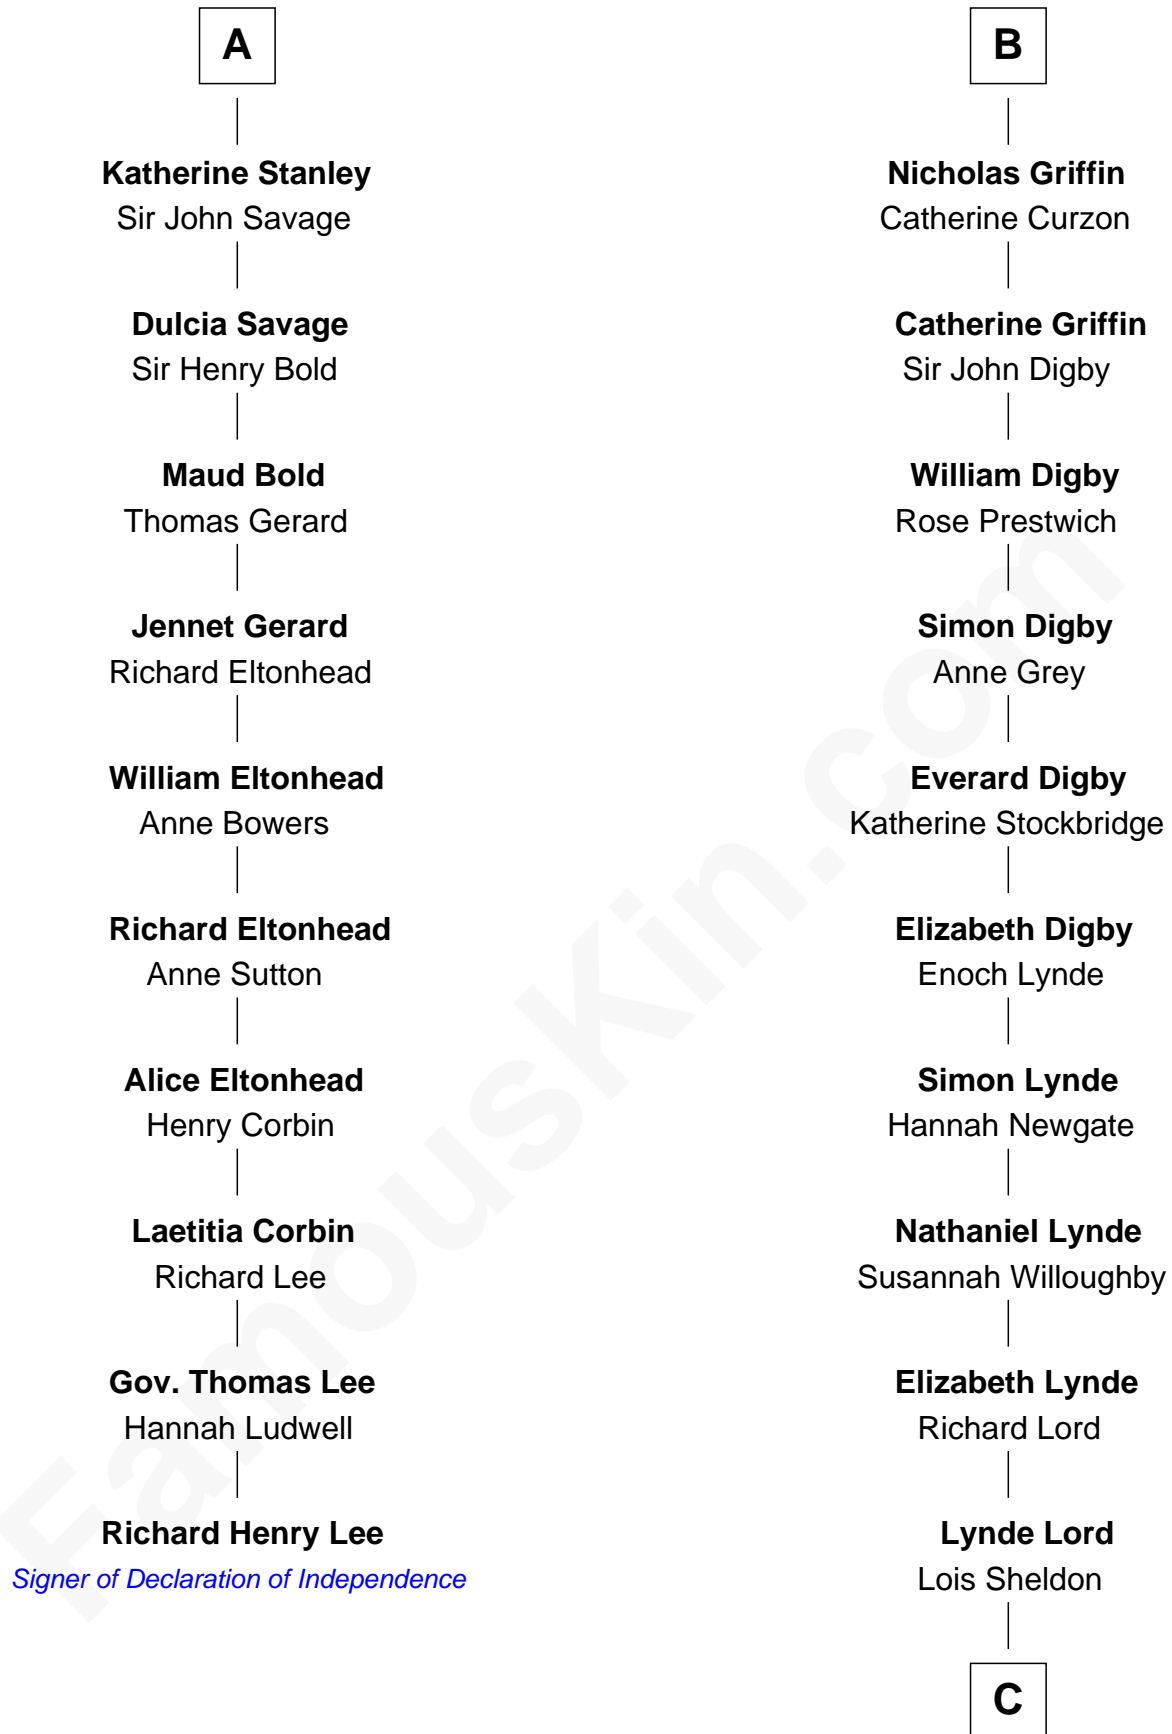 A
Katherine Stanley
Sir John Savage
Dulcia Savage
Sir Henry Bold
Maud Bold
Thomas Gerard
Jennet Gerard
Richard Eltonhead
William Eltonhead
Anne Bowers
Richard Eltonhead
Anne Sutton
Alice Eltonhead
Henry Corbin
Laetitia Corbin
Richard Lee
Gov. Thomas Lee
Hannah Ludwell
Richard Henry Lee
Signer of Declaration of Independence
B
Nicholas Griffin
Catherine Curzon
Catherine Griffin
Sir John Digby
William Digby
Rose Prestwich
Simon Digby
Anne Grey
Everard Digby
Katherine Stockbridge
Elizabeth Digby
Enoch Lynde
Simon Lynde
Hannah Newgate
Nathaniel Lynde
Susannah Willoughby
Elizabeth Lynde
Richard Lord
Lynde Lord
Lois Sheldon
C
FamousKin.com